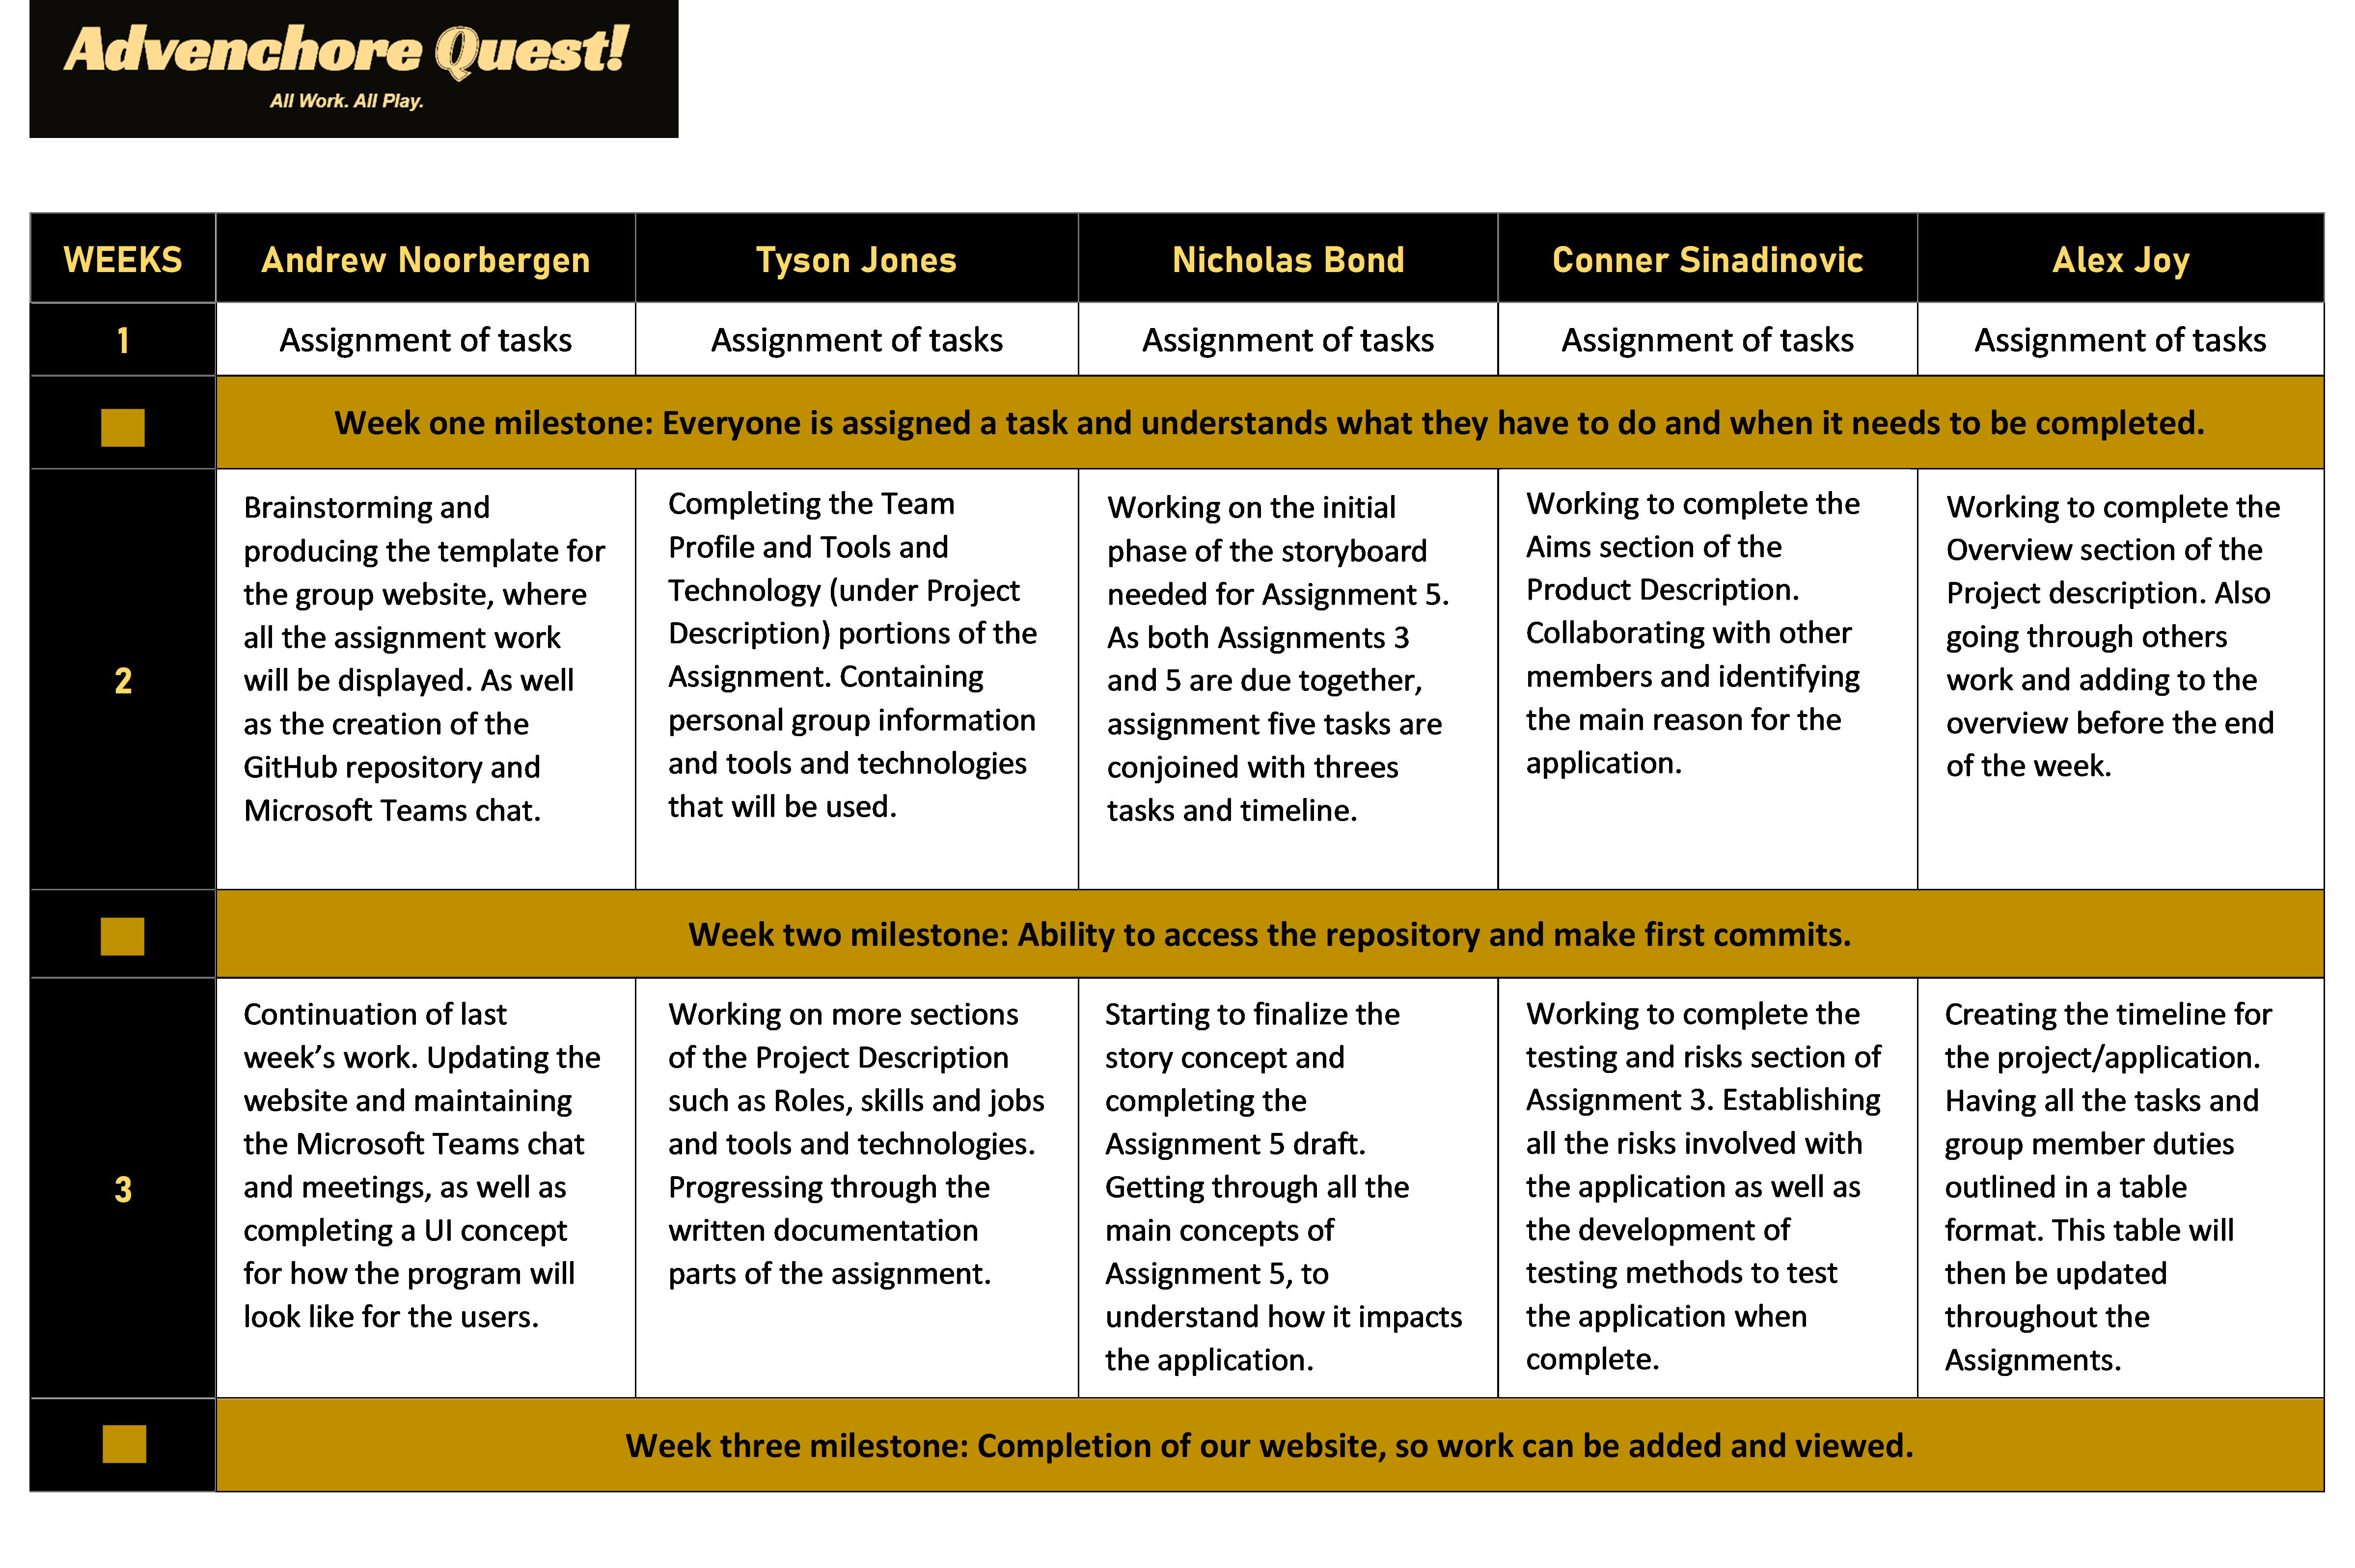 Advenchore Quest!
All Work. All Play.
WEEKS
Andrew Noorbergen
Tyson Jones
Nicholas Bond
Conner Sinadinovic
Alex Joy
1
Assignment of tasks
Assignment of tasks
Assignment of tasks
Assignment of tasks
Assignment of tasks
Week one milestone: Everyone is assigned a task and understands what they have to do and when it needs to be completed.
2
Brainstorming and
producing the template for
the group website, where
all the assignment work
will be displayed. As well
as the creation of the
GitHub repository and
Microsoft Teams chat.
Completing the Team
Profile and Tools and
Technology (under Project
Description) portions of the
Assignment. Containing
personal group information
and tools and technologies
that will be used.
Working on the initial
phase of the storyboard
needed for Assignment 5.
As both Assignments 3
and 5 are due together,
assignment five tasks are
conjoined with threes
tasks and timeline.
Working to complete the
Aims section of the
Product Description.
Collaborating with other
members and identifying
the main reason for the
application.
Working to complete the
Overview section of the
Project description. Also
going through others
work and adding to the
overview before the end
of the week.
Week two milestone: Ability to access the repository and make first commits.
3
Continuation of last
week’s work. Updating the
website and maintaining
the Microsoft Teams chat
and meetings, as well as
completing a UI concept
for how the program will
look like for the users.
Working on more sections
of the Project Description
such as Roles, skills and jobs
and tools and technologies.
Progressing through the
written documentation
parts of the assignment.
Starting to finalize the
story concept and
completing the
Assignment 5 draft.
Getting through all the
main concepts of
Assignment 5, to
understand how it impacts
the application.
Working to complete the
testing and risks section of
Assignment 3. Establishing
all the risks involved with
the application as well as
the development of
testing methods to test
the application when
complete.
Creating the timeline for
the project/application.
Having all the tasks and
group member duties
outlined in a table
format. This table will
then be updated
throughout the
Assignments.
Week three milestone: Completion of our website, so work can be added and viewed.